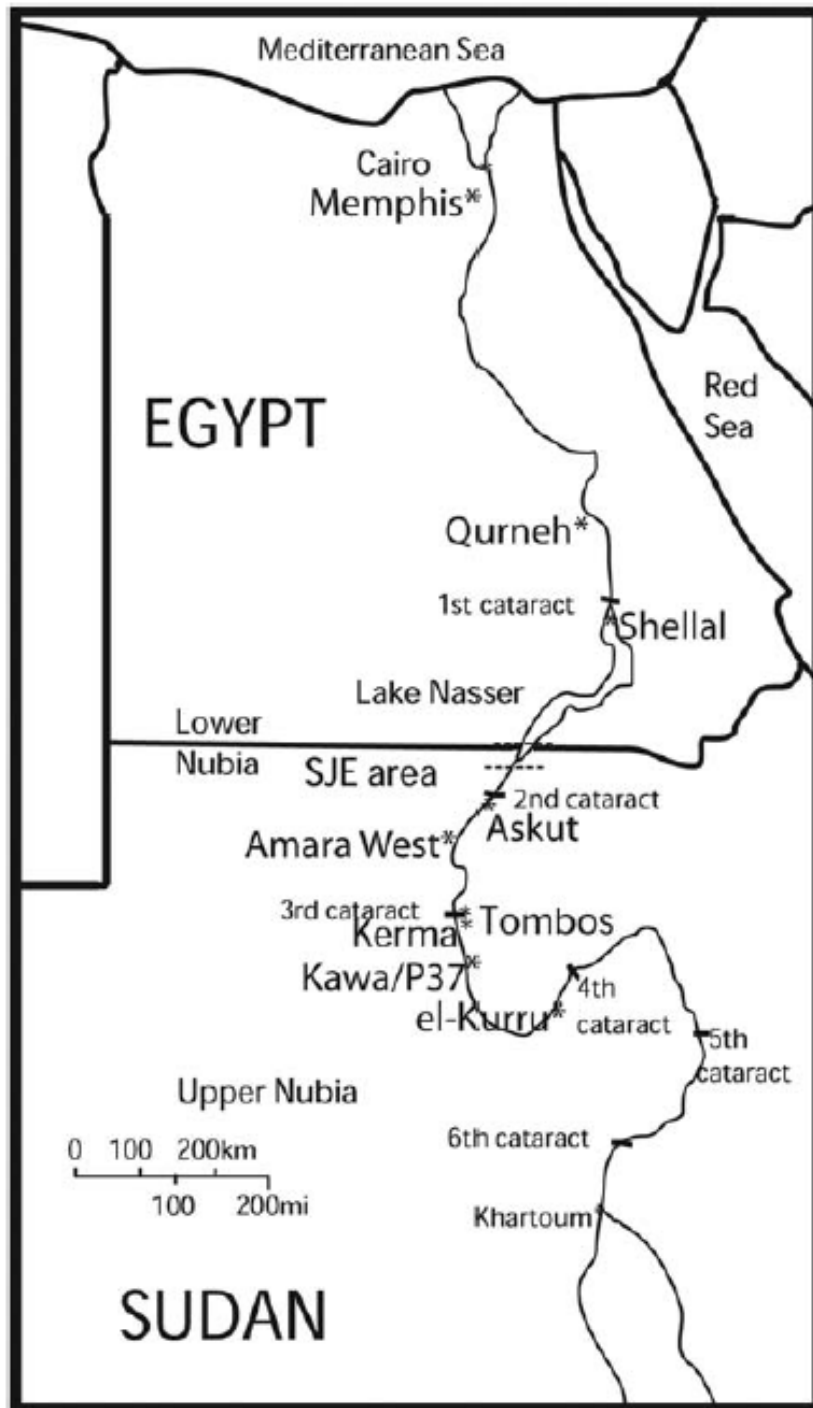 Mediterranean Sea
Cairo
Memphis*
EGYPT
Red
Sea
Qurneh*
1st cataract
*Shellal
Lake Nasser
Lower
Nubia
SJE area
2nd cataract
*Askut
Amara West*
3rd cataract
* Tombos
Kerma*
Kawa/P37*
4th
cataract
el-Kurru*
5th
cataract
Upper Nubia
6th cataract
0 100 200km
100 200mi
Khartoum*
SUDAN